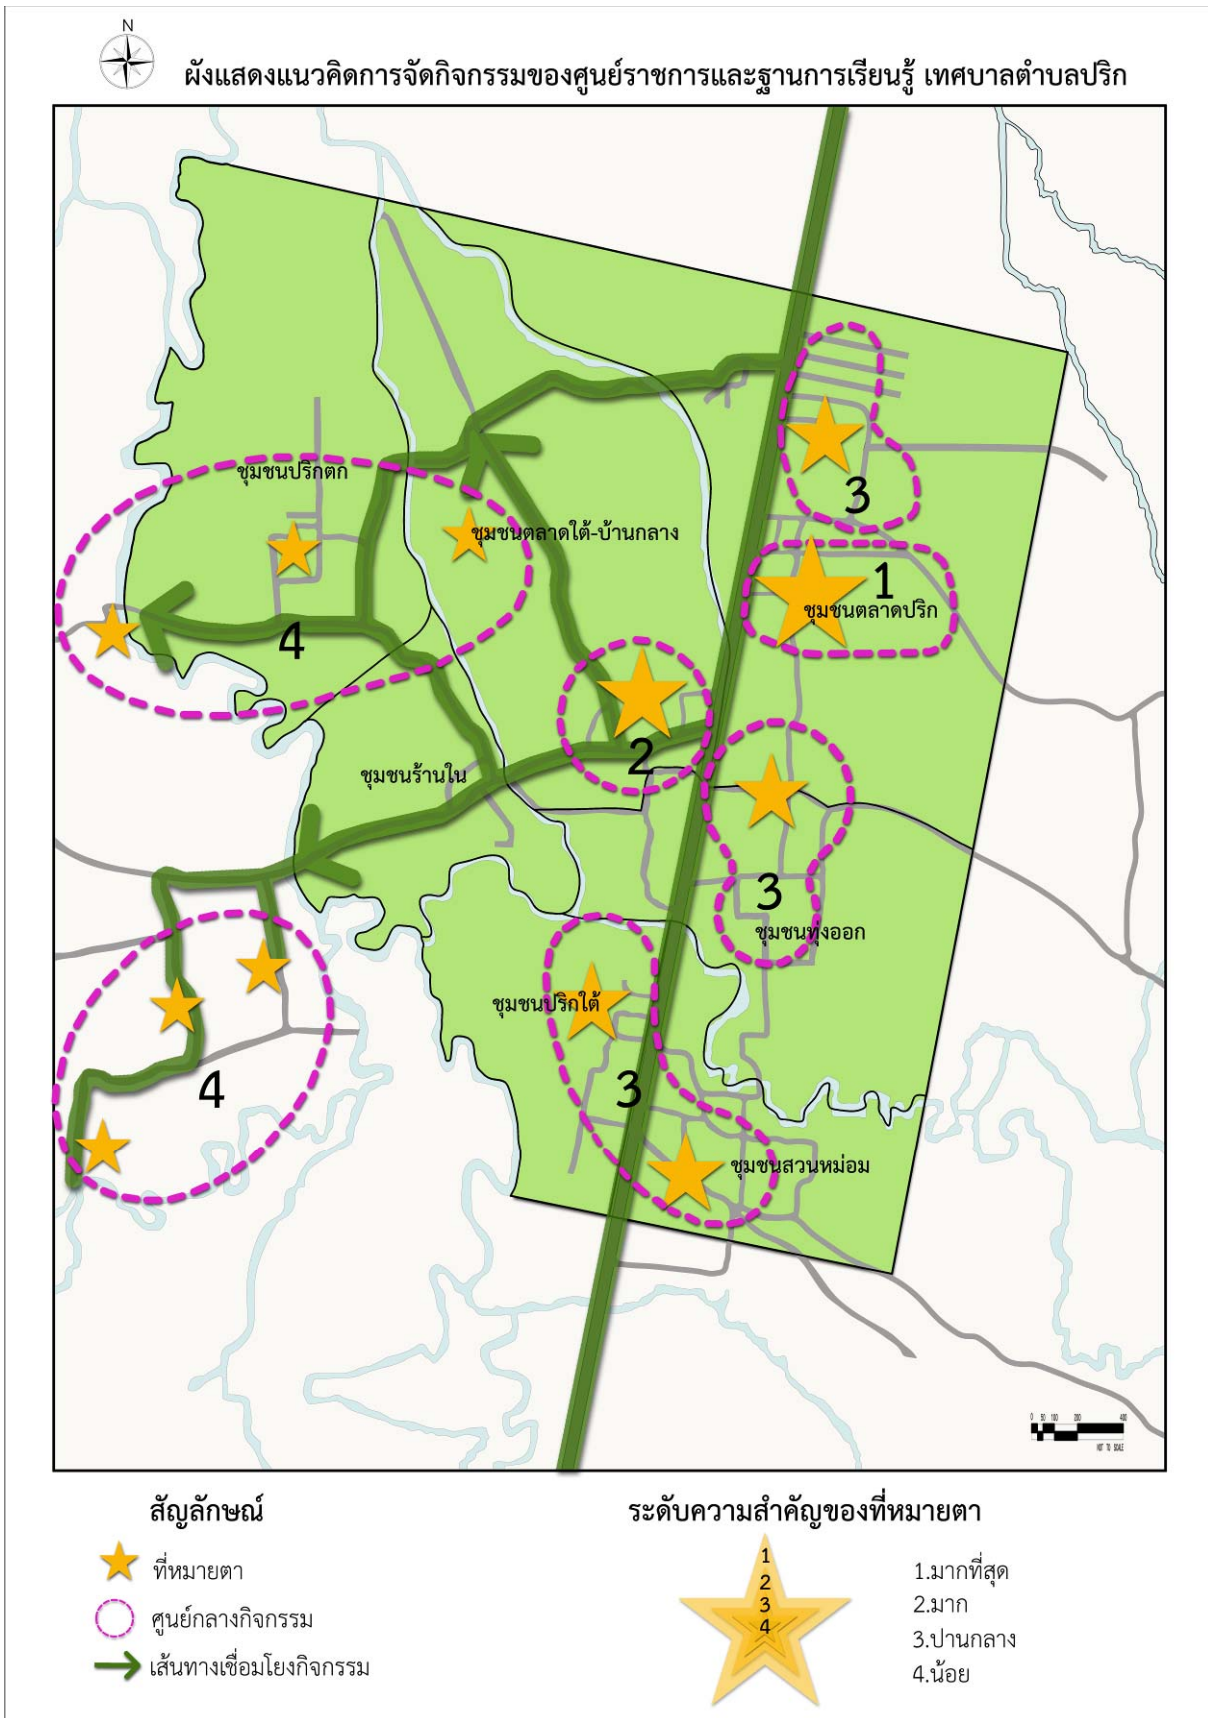 N
ผังแสดงแนวคิดการจัดกิจกรรมของศูนย์ราชการและฐานการเรียนรู้ เทศบาลตำบลปริก
ชุมชนปริกตก
3
ชุมชนตลาดใต้-บ้านกลาง
1
ชุมชนตลาดปริก
4
2
ชุมชนร้านใน
3
ชุมชนทุ่งออก
ชุมชนปริกใต้
4
3
ชุมชนสวนหม่อม
0 50 100 200 400
NOT TO SCALE
สัญลักษณ์
ที่หมายตา
ศูนย์กลางกิจกรรม
เส้นทางเชื่อมโยงกิจกรรม
ระดับความสำคัญของที่หมายตา
1
2
3
4
1.มากที่สุด
2.มาก
3.ปานกลาง
4.น้อย